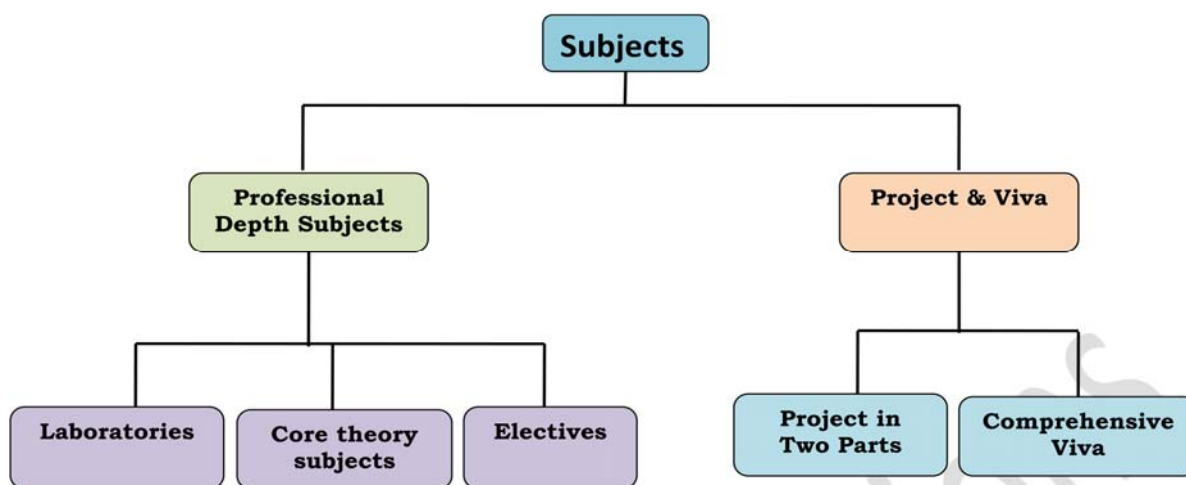 Subjects
Professional
Depth Subjects
Project & Viva
Laboratories
Core theory
subjects
Electives
Project in
Two Parts
Comprehensive
Viva